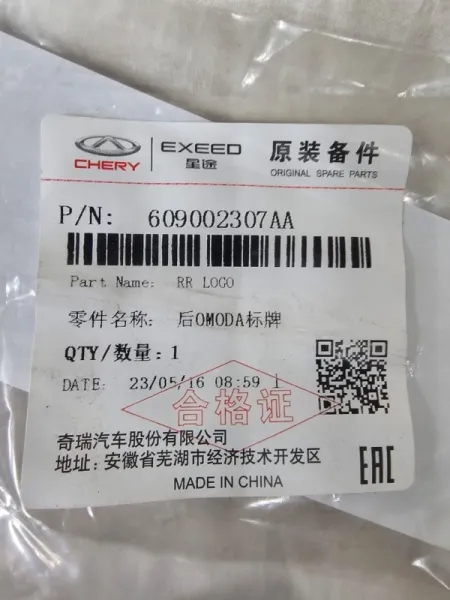 CHERY
EXEED
星途
原装备件
ORIGINAL SPARE PARTS
P/N: 609002307AA
Part Name: RR LOGO
零件名称: 后OMODA标牌
QTY/数量: 1
DATE: 23/05/16 08:59 1
合格证
奇瑞汽车股份有限公司
地址: 安徽省芜湖市经济技术开发区
MADE IN CHINA
EAC